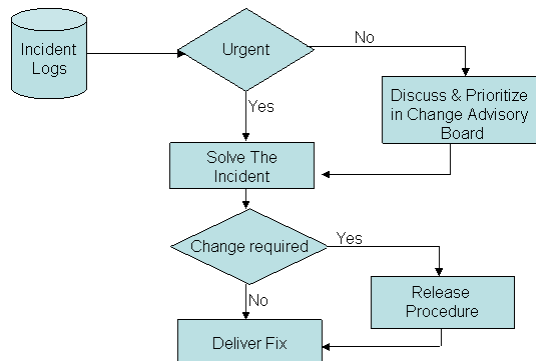 Incident
Logs
Urgent
No
Yes
Discuss & Prioritize
in Change Advisory
Board
Solve The
Incident
Change required
Yes
No
Release
Procedure
Deliver Fix